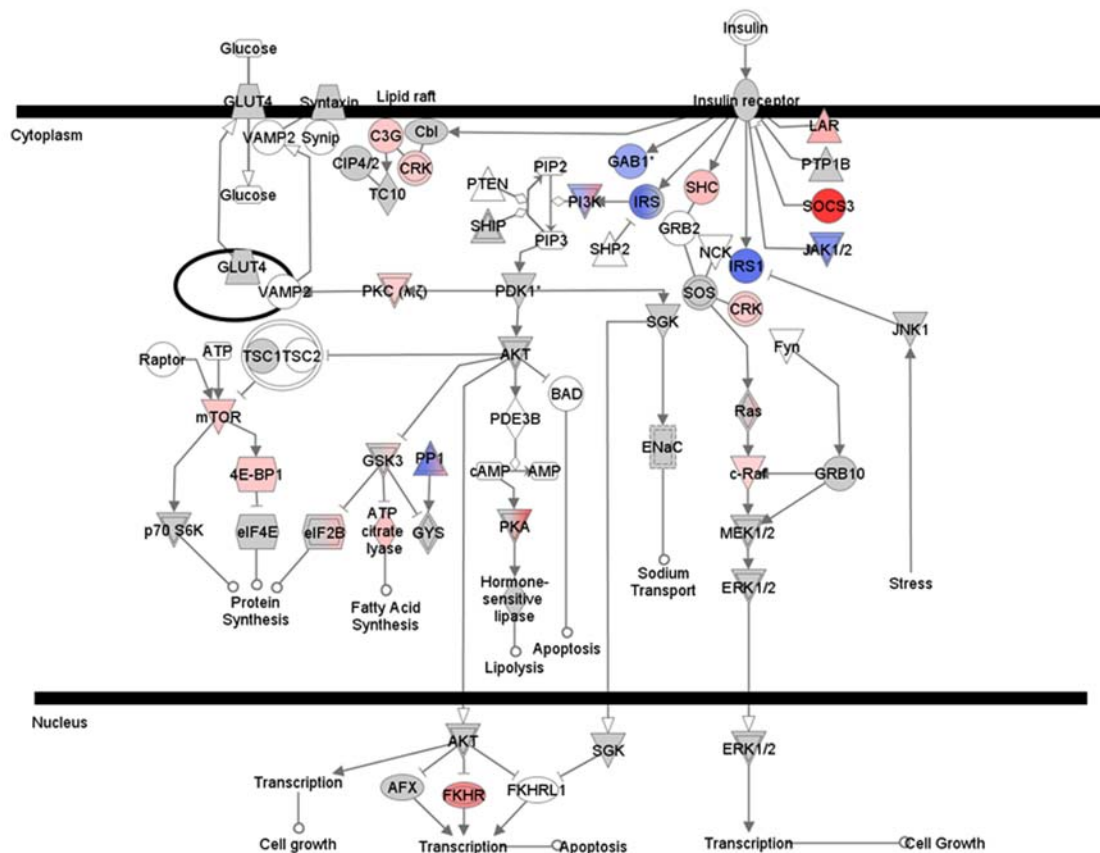 Insulin
Glucose
GLUT4
Syntaxin
Lipid raft
Insulin receptor
Cytoplasm
VAMP2
Synip
C3G
Cbl
LAR
CIP4/2
CRK
TC10
GAB1*
PTP1B
Glucose
PTEN
PIP2
PI3K
IRS
SHC
SOCS3
SHIP
PIP3
SHP2
GRB2
NCK
JAK1/2
GLUT4
VAMP2
PKC (λ/ζ)
PDK1*
IRS1
SOS
CRK
SGK
JNK1
Raptor
ATP
TSC1
TSC2
AKT
Fyn
BAD
mTOR
PDE3B
Ras
4E-BP1
GSK3
PP1
cAMP
AMP
ENaC
c-Raf
GRB10
p70 S6K
eIF4E
eIF2B
ATP
citrate
lyase
GYS
PKA
MEK1/2
Protein
Synthesis
Fatty Acid
Synthesis
Hormone-
sensitive
lipase
Lipolysis
Apoptosis
Sodium
Transport
ERK1/2
Stress
Nucleus
AKT
SGK
ERK1/2
Transcription
AFX
FKHR
FKHRL1
Cell growth
Transcription
Apoptosis
Transcription
Cell Growth